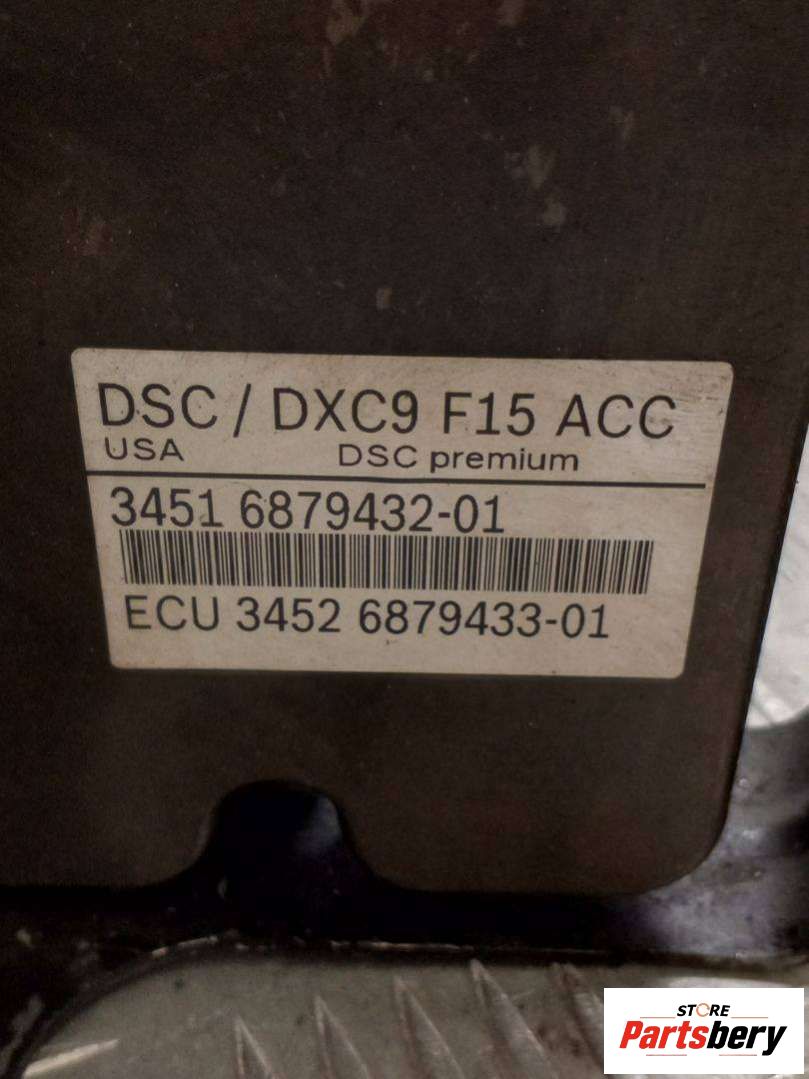 DSC / DXC9 F15 ACC
USA DSC premium
3451 6879432-01
ECU 3452 6879433-01
STORE
Partsbery